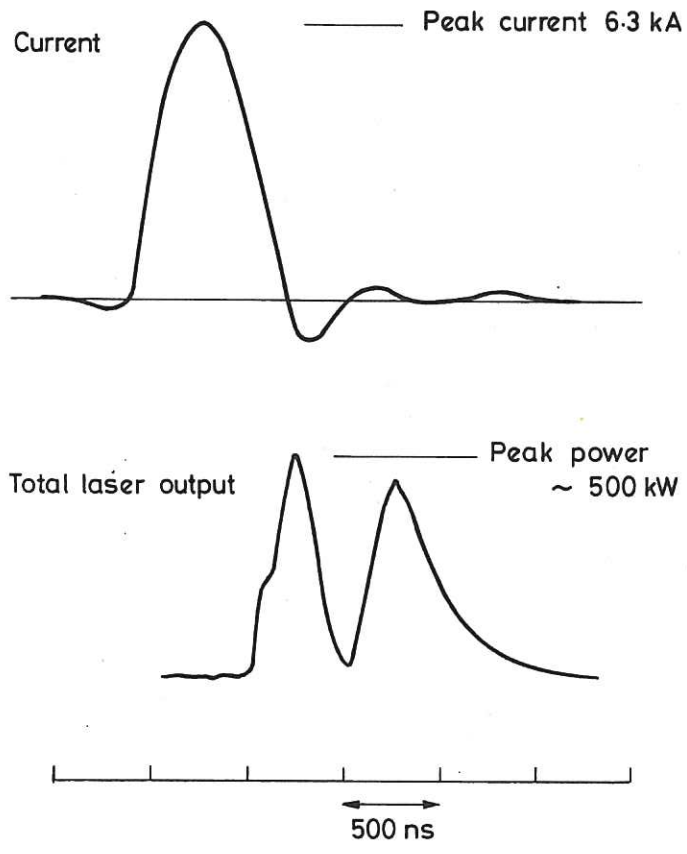 Peak current 6·3 kA
Current
Peak power
Total laser output
~ 500 kW
500 ns